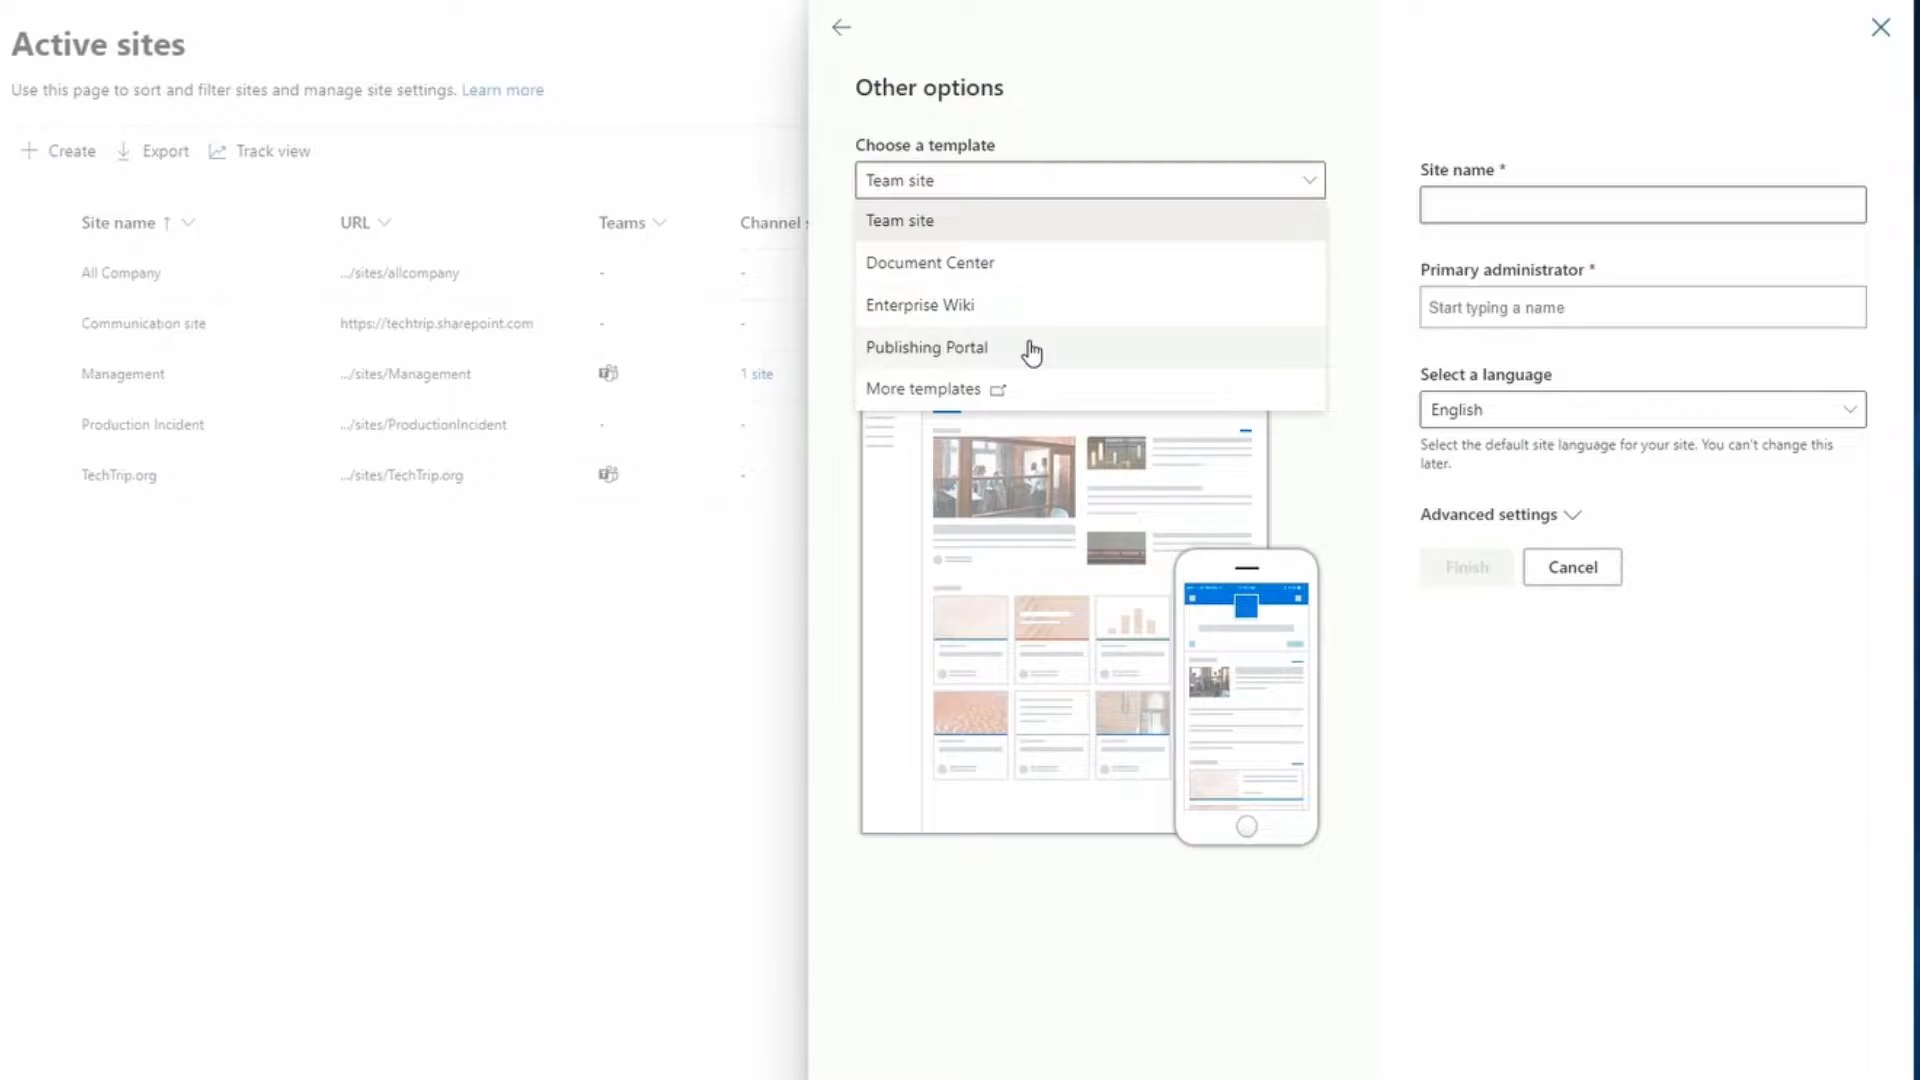 Active sites
Use this page to sort and filter sites and manage site settings. Learn more
Create Export Track view
Site name ↑ URL Teams Channel s
All Company .../sites/allcompany - -
Communication site https://techtrip.sharepoint.com - -
Management .../sites/Management 1 site
Production Incident .../sites/ProductionIncident - -
TechTrip.org .../sites/TechTrip.org -
Other options
Choose a template
Team site
Team site
Document Center
Enterprise Wiki
Publishing Portal
More templates
Site name *
Primary administrator *
Start typing a name
Select a language
English
Select the default site language for your site. You can't change this
later.
Advanced settings
Finish Cancel